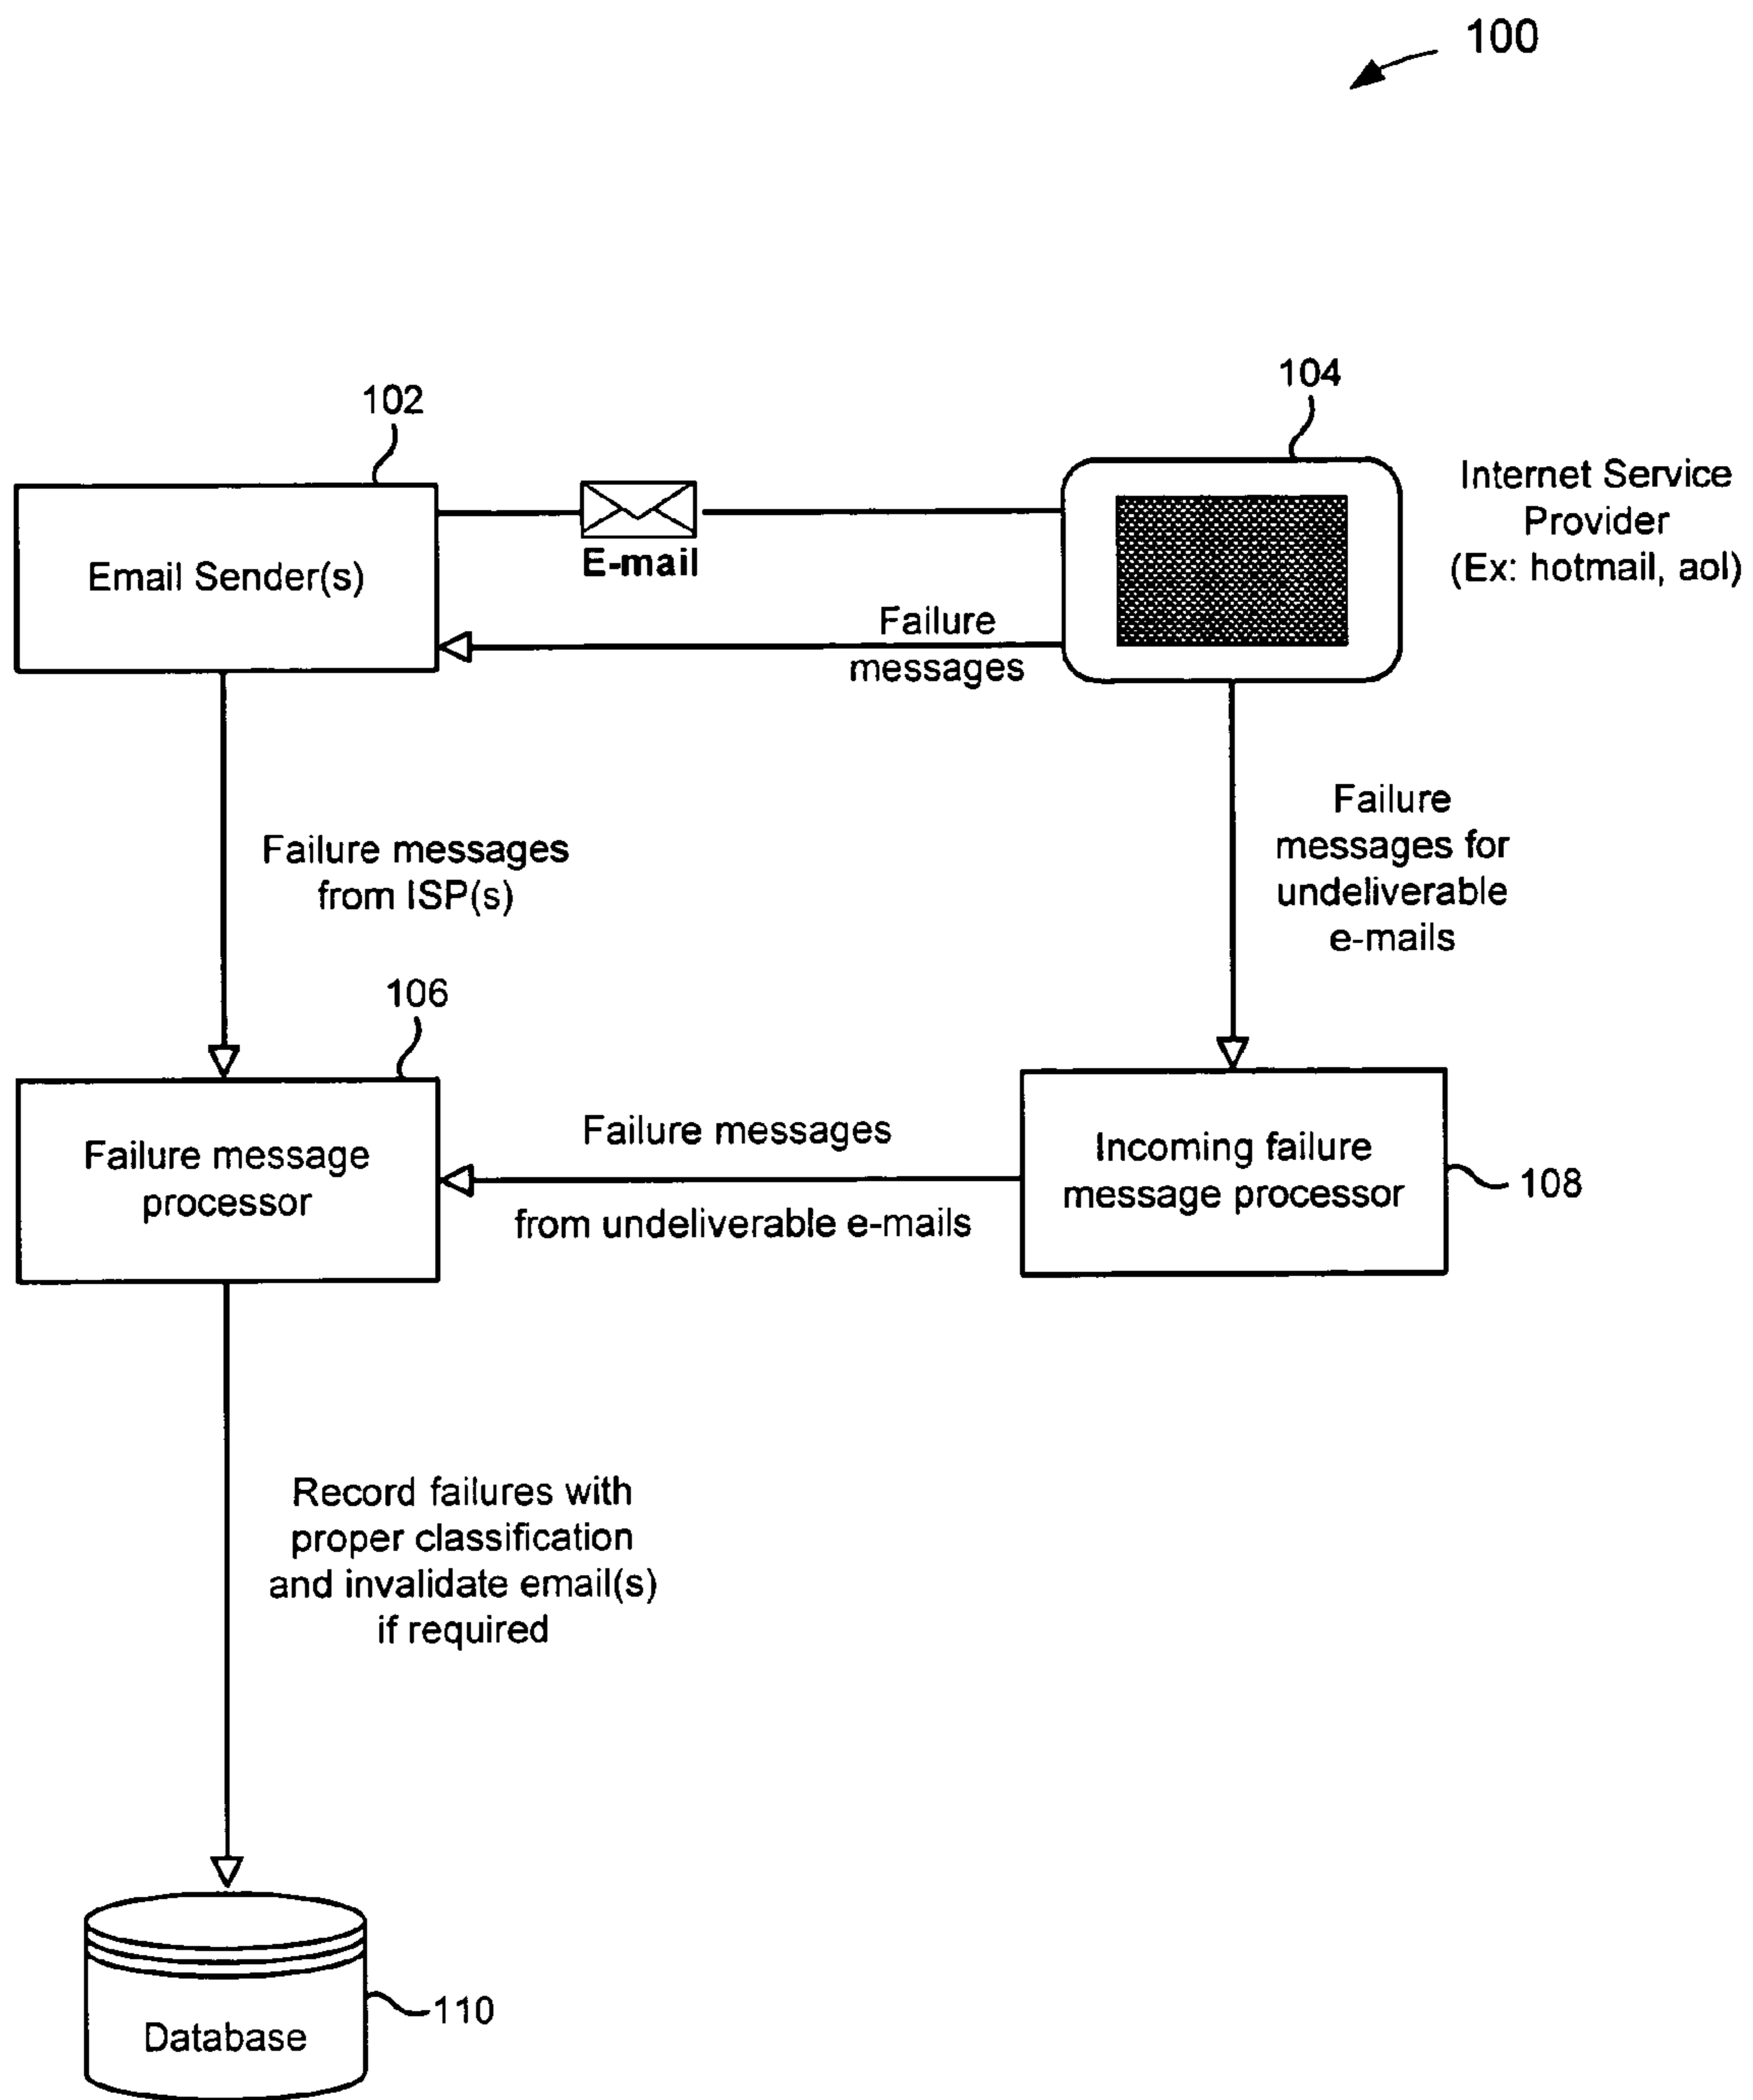 100
102
104
Internet Service
Provider
(Ex: hotmail, aol)
Email Sender(s)
E-mail
Failure
messages
Failure messages
from ISP(s)
Failure
messages for
undeliverable
e-mails
106
Failure message
processor
Failure messages
from undeliverable e-mails
Incoming failure
message processor
108
Record failures with
proper classification
and invalidate email(s)
if required
Database
110